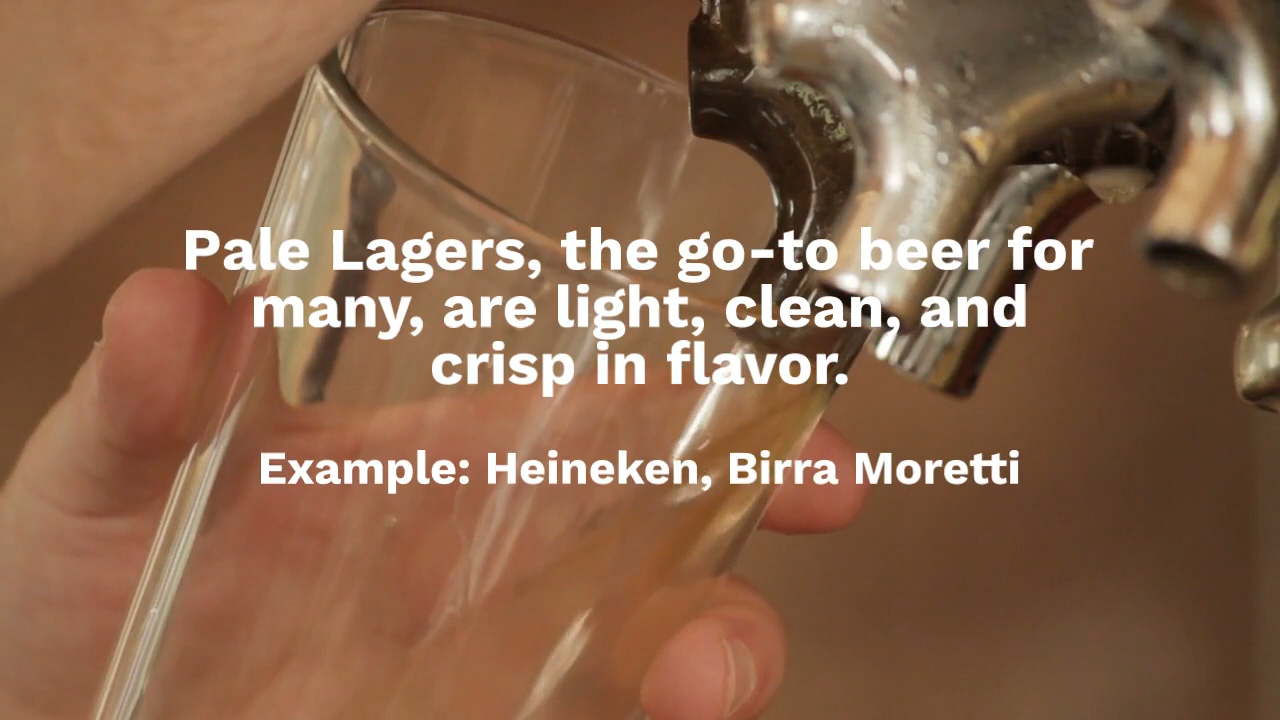 Pale Lagers, the go-to beer for
many, are light, clean, and
crisp in flavor.
Example: Heineken, Birra Moretti